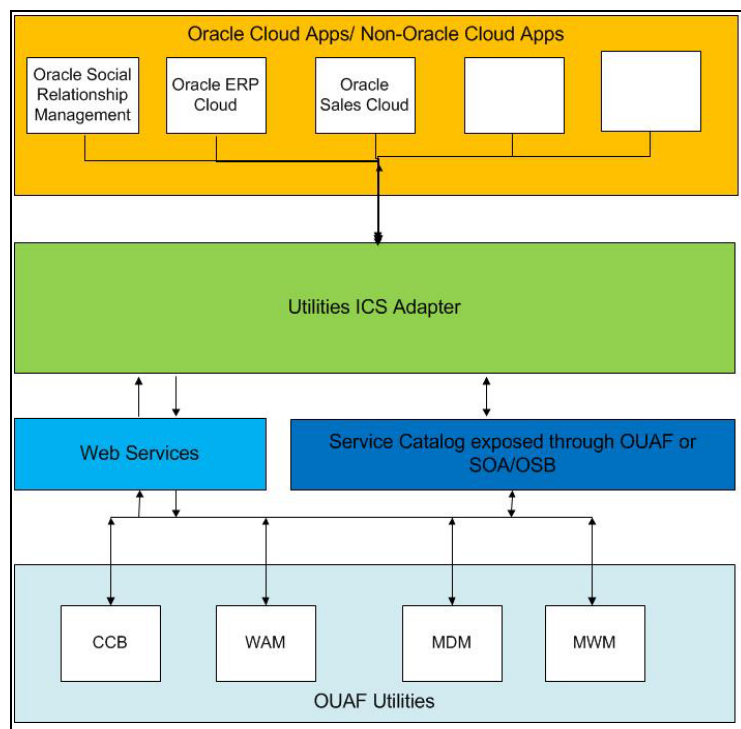 Oracle Cloud Apps/ Non-Oracle Cloud Apps
Oracle Social
Relationship
Management
Oracle ERP
Cloud
Oracle
Sales Cloud
Utilities ICS Adapter
Web Services
Service Catalog exposed through OUAF or
SOA/OSB
CCB
WAM
MDM
MWM
OUAF Utilities